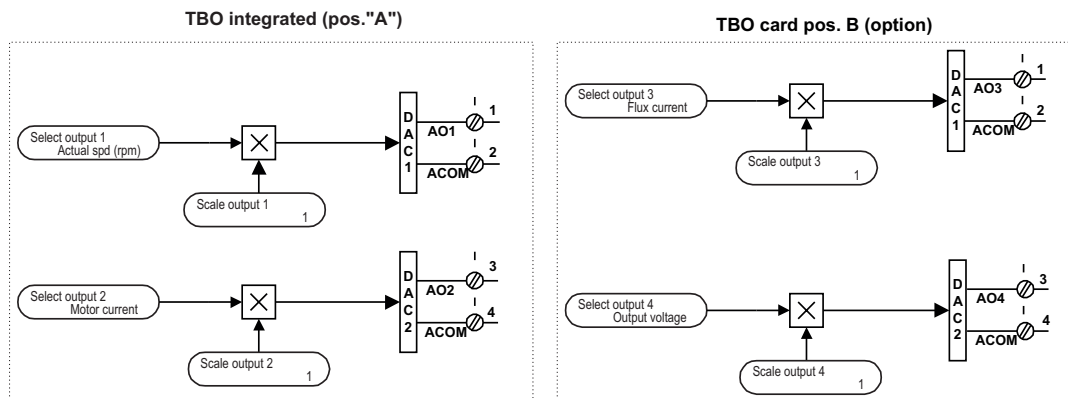 TBO integrated (pos."A")
Select output 1
Actual spd (rpm)
Scale output 1
1
D
A
C
1
AO1
1
ACOM
2
Select output 2
Motor current
Scale output 2
1
D
A
C
2
AO2
3
ACOM
4
TBO card pos. B (option)
Select output 3
Flux current
Scale output 3
1
D
A
C
1
AO3
1
ACOM
2
Select output 4
Output voltage
Scale output 4
1
D
A
C
2
AO4
3
ACOM
4